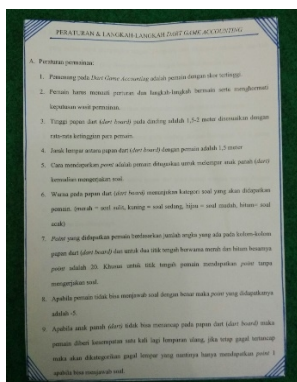 PERATURAN & LANGKAH-LANGKAH DART GAME ACCOUNTING
A. Peraturan permainan:
1. Pemenang pada Dart Game Accounting adalah pemain dengan skor tertinggi.
2. Pemain harus menaati peraturan dan langkah-langkah bermain serta menghormati
keputusan wasit permainan.
3. Tinggi papan dart (dart board) pada dinding adalah 1,5-2 meter disesuaikan dengan
rata-rata ketinggian para pemain.
4. Jarak lempar antara papan dart (dart board) dengan pemain adalah 1,5 meter
5. Cara mendapatkan point adalah pemain ditugaskan untuk melempar anak panah (dart)
kemudian mengerjakan soal.
6. Warna pada papan dart (dart board) menunjukan kategori soal yang akan didapatkan
pemain. (merah = soal sulit, kuning = soal sedang, hijau = soal mudah, hitam= soal
acak)
7. Point yang didapatkan pemain berdasarkan jumlah angka yang ada pada kolom-kolom
papan dart (dart board) dan untuk dua titik tengah berwarna merah dan hitam besarnya
point adalah 20. Khusus untuk titik tengah pemain mendapatkan point tanpa
mengerjakan soal.
8. Apabila pemain tidak bisa menjawab soal dengan benar maka point yang didapatkanya
adalah -5.
9. Apabila anak panah (dart) tidak bisa menancap pada papan dart (dart board) maka
pemain diberi kesempatan satu kali lagi lemparan ulang, jika tetap gagal tertancap
maka akan dikategorikan gagal lempar yang nantinya hanya mendapatkan point 1
apabila bisa menjawab soal.